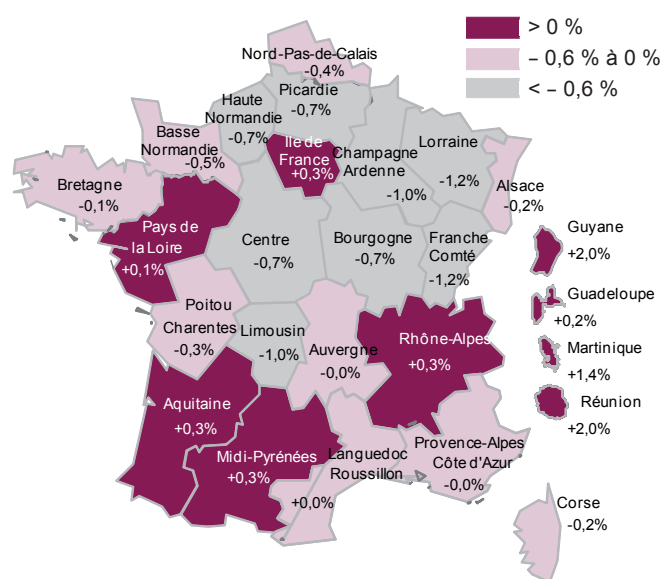 > 0 %
– 0,6 % à 0 %
< – 0,6 %
Nord-Pas-de-Calais
-0,4%
Picardie
-0,7%
Haute
Normandie
-0,7%
Basse
Normandie
-0,5%
Ile de
France
+0,3%
Champagne
Ardenne
-1,0%
Lorraine
-1,2%
Alsace
-0,2%
Bretagne
-0,1%
Pays de
la Loire
+0,1%
Centre
-0,7%
Bourgogne
-0,7%
Franche
Comté
-1,2%
Guyane
+2,0%
Guadeloupe
+0,2%
Martinique
+1,4%
Réunion
+2,0%
Poitou
Charentes
-0,3%
Limousin
-1,0%
Auvergne
-0,0%
Rhône-Alpes
+0,3%
Aquitaine
+0,3%
Midi-Pyrénées
+0,3%
Languedoc
Roussillon
+0,0%
Provence-Alpes
Côte d'Azur
-0,0%
Corse
-0,2%